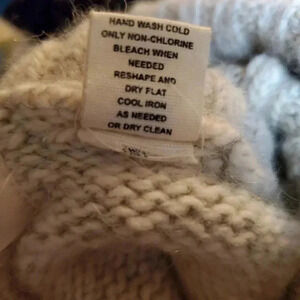 HAND WASH COLD
ONLY NON-CHLORINE
BLEACH WHEN
NEEDED
RESHAPE AND
DRY FLAT
COOL IRON
AS NEEDED
OR DRY CLEAN